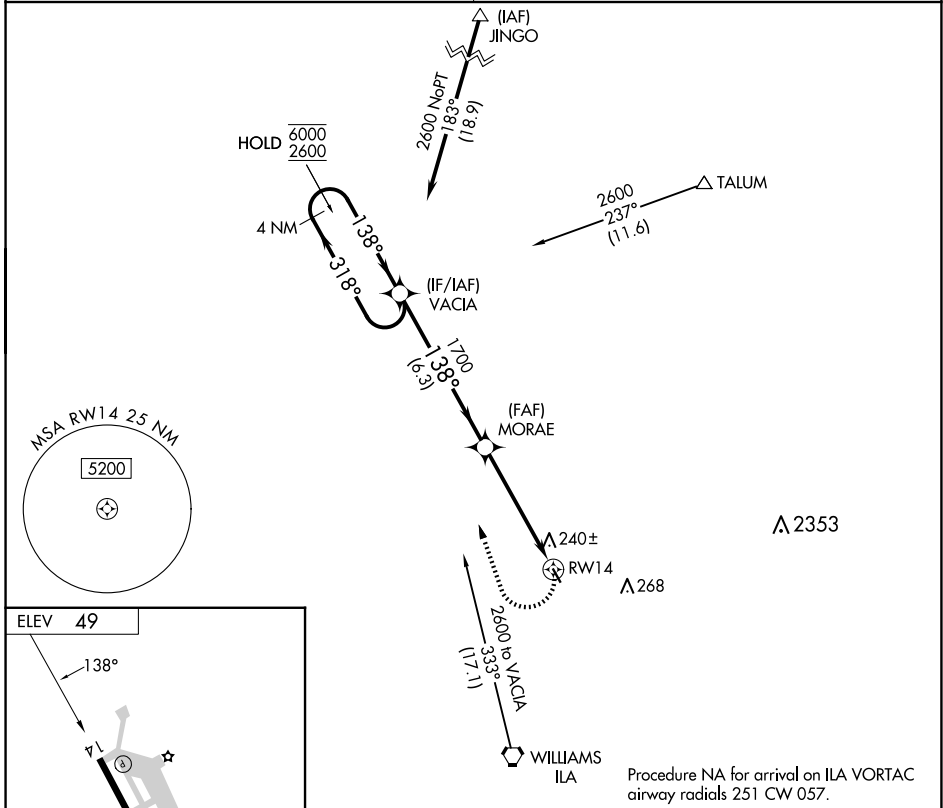 (IAF)
JINGO
2600 NoPT
183°
(18.9)
HOLD 6000
2600
4 NM
138°
318°
TALUM
2600
237°
(11.6)
(IF/IAF)
VACIA
1700
138°
(6.3)
(FAF)
MORAE
MSA RW14 25 NM
5200
240±
RW14
2353
268
2600 to VACIA
333°
(17.1)
WILLIAMS
ILA
Procedure NA for arrival on ILA VORTAC
airway radials 251 CW 057.
ELEV 49
138°
14
P